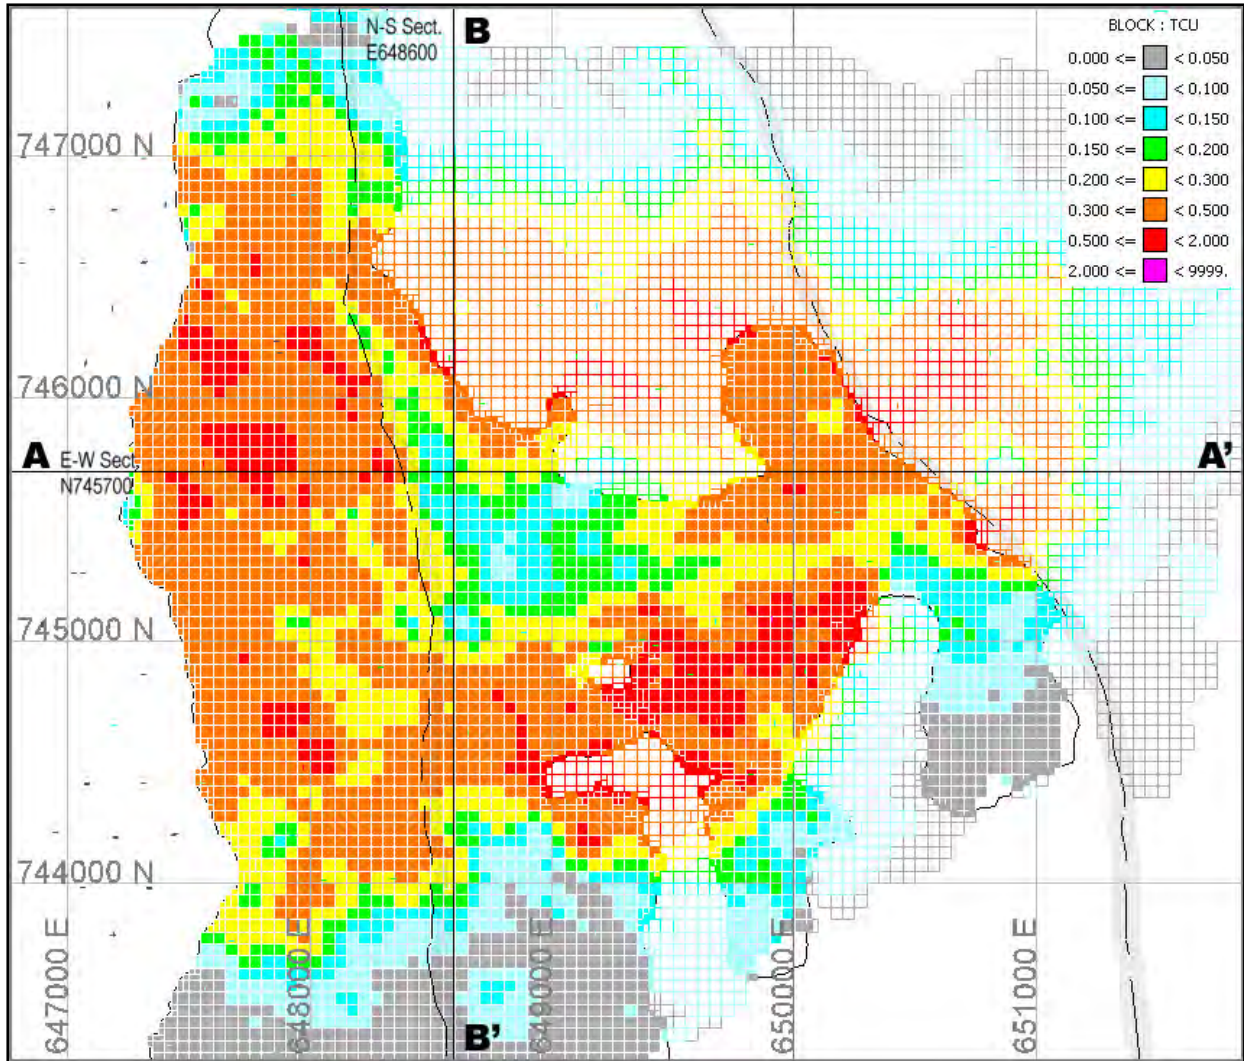 N-S Sect.
E648600
B
BLOCK : TCU
0.000 <= < 0.050
0.050 <= < 0.100
0.100 <= < 0.150
0.150 <= < 0.200
0.200 <= < 0.300
0.300 <= < 0.500
0.500 <= < 2.000
2.000 <= < 9999.
747000 N
746000 N
A
E-W Sect
N745700
A'
745000 N
744000 N
647000 E
648000 E
649000 E
650000 E
651000 E
B'